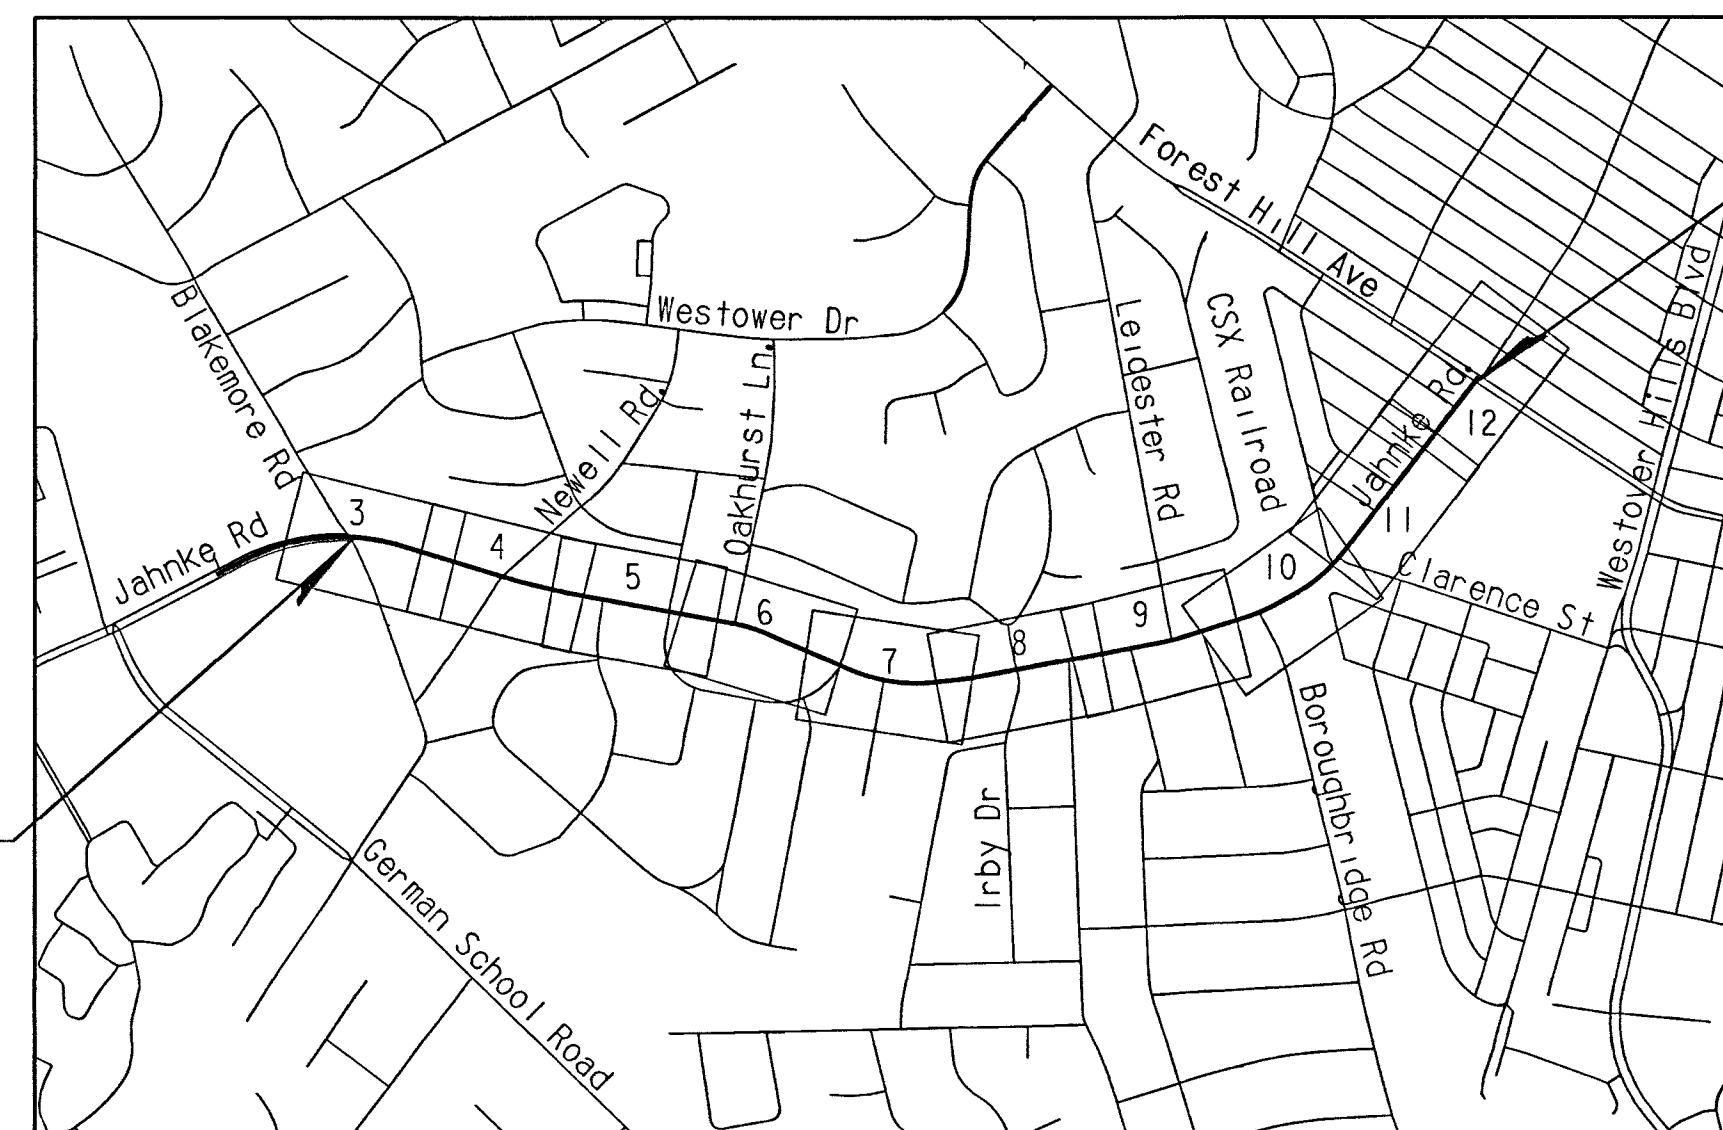 Forest Hill Ave
Westower Dr
Blakemore Rd
Leicester Rd
CSX Railroad
Westover Hills Blvd
Newell Rd.
Oakhurst Ln.
Jahnke Rd.
12
11
Jahnke Rd
3
4
5
6
7
8
9
10
Clarence St
Boroughbridge Rd
Irby Dr
German School Road